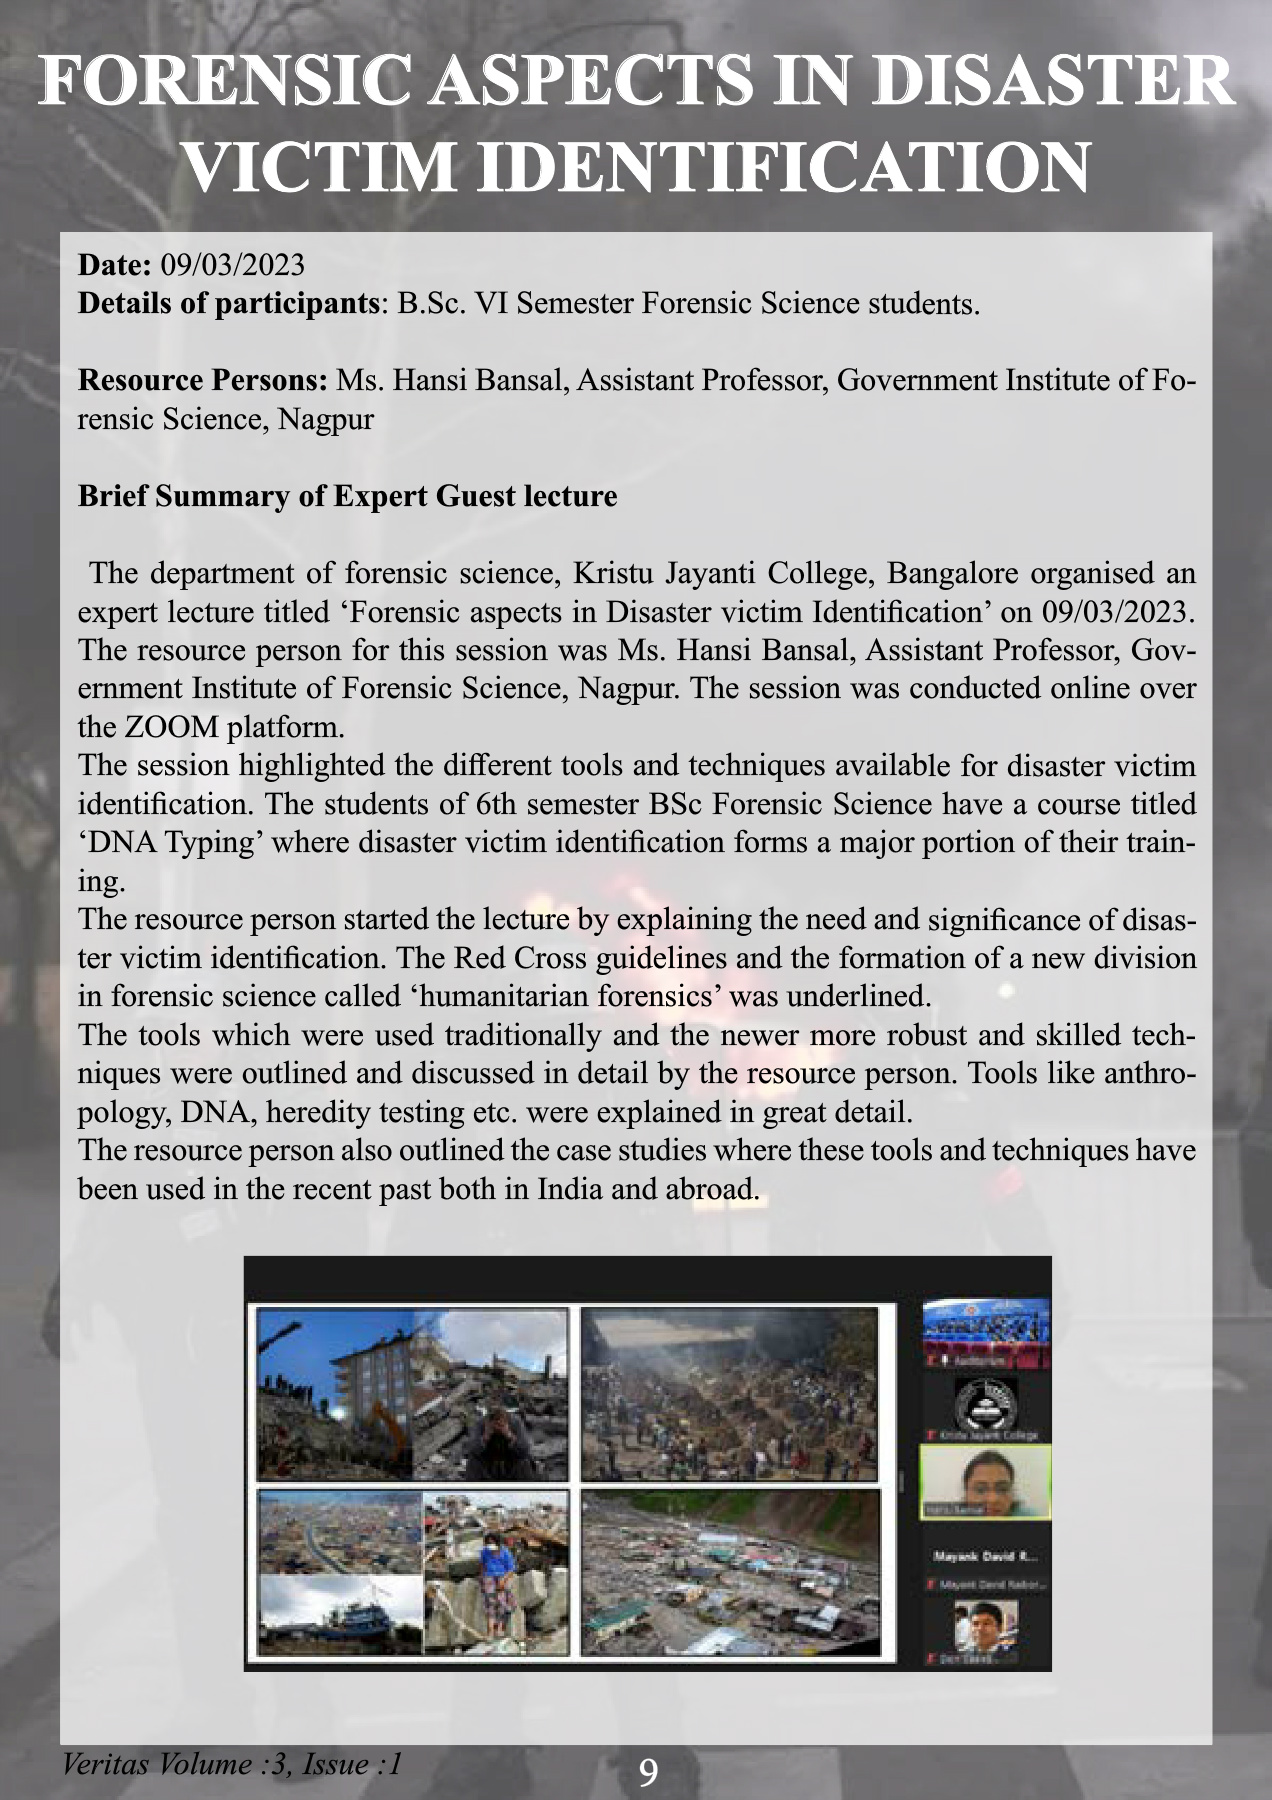 FORENSIC ASPECTS IN DISASTER
VICTIM IDENTIFICATION
Date: 09/03/2023
Details of participants: B.Sc. VI Semester Forensic Science students.
Resource Persons: Ms. Hansi Bansal, Assistant Professor, Government Institute of Fo-
rensic Science, Nagpur
Brief Summary of Expert Guest lecture
The department of forensic science, Kristu Jayanti College, Bangalore organised an
expert lecture titled ‘Forensic aspects in Disaster victim Identification’ on 09/03/2023.
The resource person for this session was Ms. Hansi Bansal, Assistant Professor, Gov-
ernment Institute of Forensic Science, Nagpur. The session was conducted online over
the ZOOM platform.
The session highlighted the different tools and techniques available for disaster victim
identification. The students of 6th semester BSc Forensic Science have a course titled
‘DNA Typing’ where disaster victim identification forms a major portion of their train-
ing.
The resource person started the lecture by explaining the need and significance of disas-
ter victim identification. The Red Cross guidelines and the formation of a new division
in forensic science called ‘humanitarian forensics’ was underlined.
The tools which were used traditionally and the newer more robust and skilled tech-
niques were outlined and discussed in detail by the resource person. Tools like anthro-
pology, DNA, heredity testing etc. were explained in great detail.
The resource person also outlined the case studies where these tools and techniques have
been used in the recent past both in India and abroad.
Auditorium
Kristu Jayanti College
Hansi Bansal
Mayank David R...
Mayank David
Veritas Volume :3, Issue :1
9